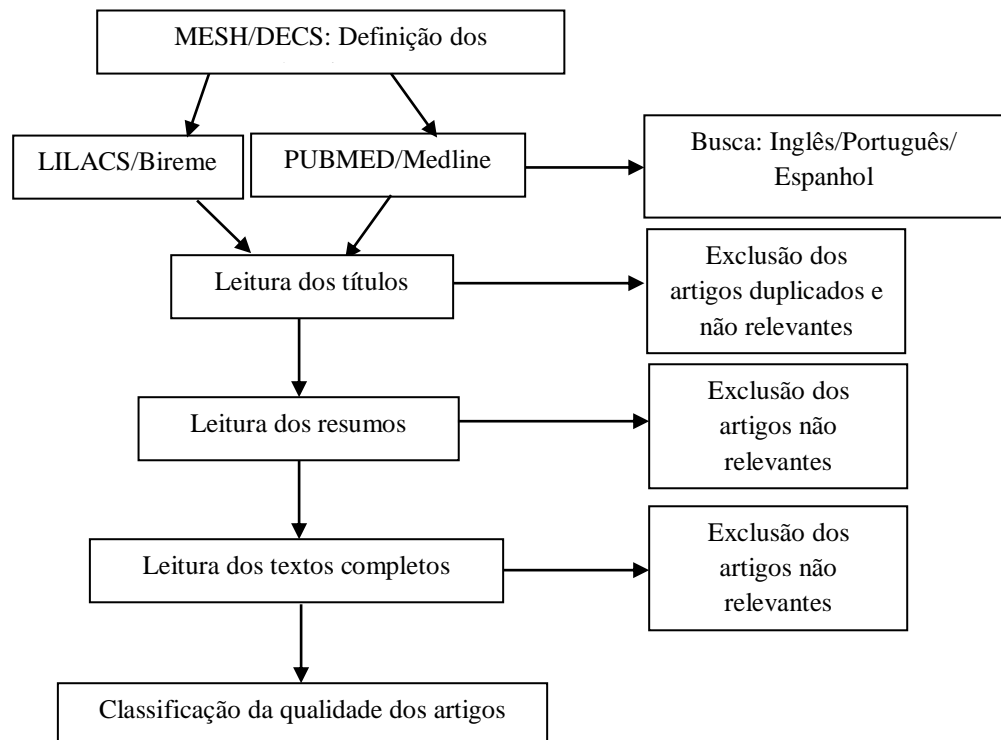 MESH/DECS: Definição dos
LILACS/Bireme
PUBMED/Medline
Busca: Inglês/Português/
Espanhol
Leitura dos títulos
Exclusão dos
artigos duplicados e
não relevantes
Leitura dos resumos
Exclusão dos
artigos não
relevantes
Leitura dos textos completos
Exclusão dos
artigos não
relevantes
Classificação da qualidade dos artigos